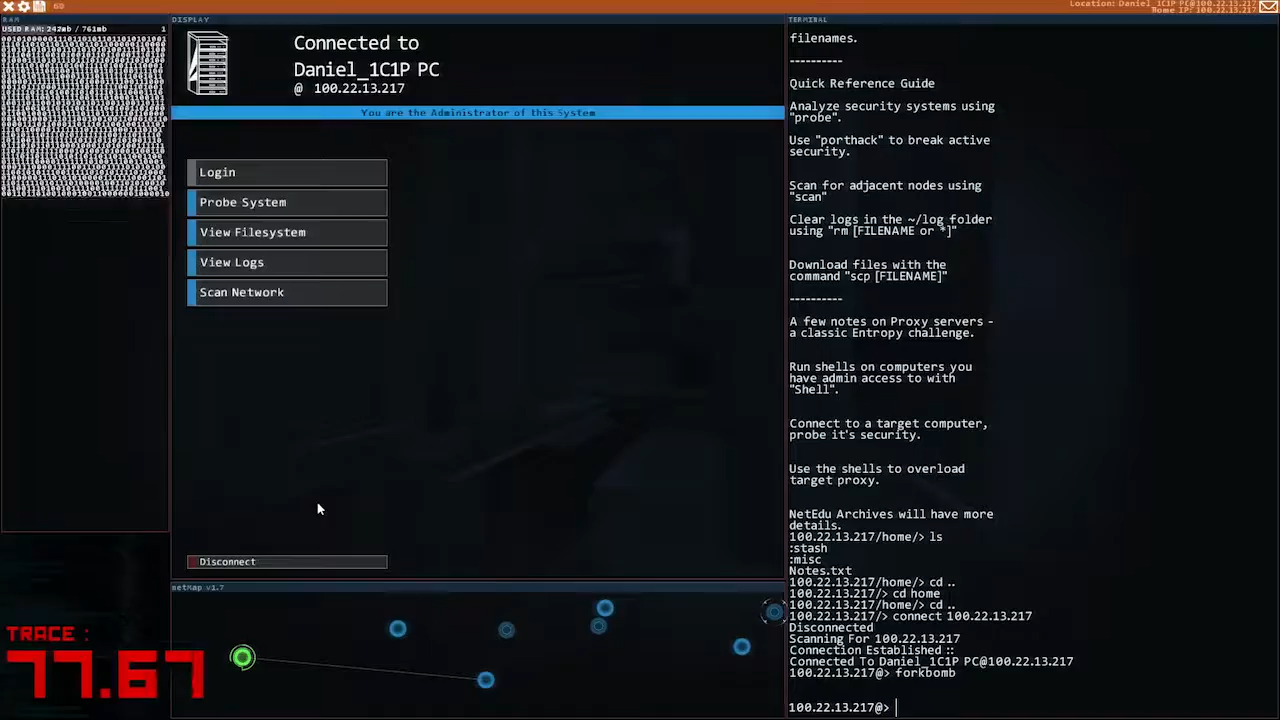 60
Location: Daniel_1C1P PC@100.22.13.217
Home IP:
RAM
USED RAM: 242mb / 761mb
1
DISPLAY
Connected to
Daniel_1C1P PC
@ 100.22.13.217
You are the Administrator of this System
Login
Probe System
View Filesystem
View Logs
Scan Network
Disconnect
netMap v1.7
TRACE :
77.67
TERMINAL
filenames.
----------
Quick Reference Guide
Analyze security systems using
"probe".
Use "porthack" to break active
security.
Scan for adjacent nodes using
"scan"
Clear logs in the ~/log folder
using "rm [FILENAME or *]"
Download files with the
command "scp [FILENAME]"
----------
A few notes on Proxy servers -
a classic Entropy challenge.
Run shells on computers you
have admin access to with
"Shell".
Connect to a target computer,
probe it's security.
Use the shells to overload
target proxy.
NetEdu Archives will have more
details.
100.22.13.217/home/> ls
:stash
:misc
Notes.txt
100.22.13.217/home/> cd ..
100.22.13.217/> cd home
100.22.13.217/home/> cd ..
100.22.13.217/> connect 100.22.13.217
Disconnected
Scanning For 100.22.13.217
Connection Established ::
Connected To Daniel_1C1P PC@100.22.13.217
100.22.13.217@> forkbomb
100.22.13.217@>